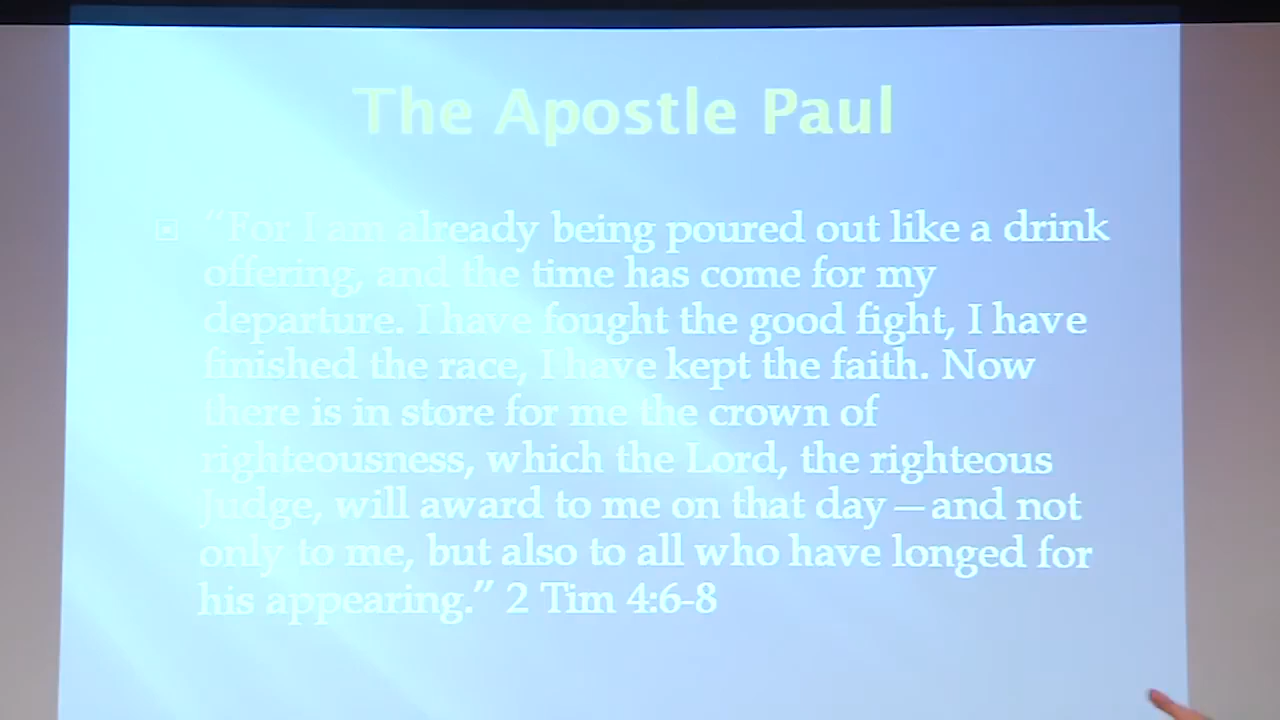 The Apostle Paul
“For I am already being poured out like a drink
offering, and the time has come for my
departure. I have fought the good fight, I have
finished the race, I have kept the faith. Now
there is in store for me the crown of
righteousness, which the Lord, the righteous
Judge, will award to me on that day—and not
only to me, but also to all who have longed for
his appearing.” 2 Tim 4:6-8